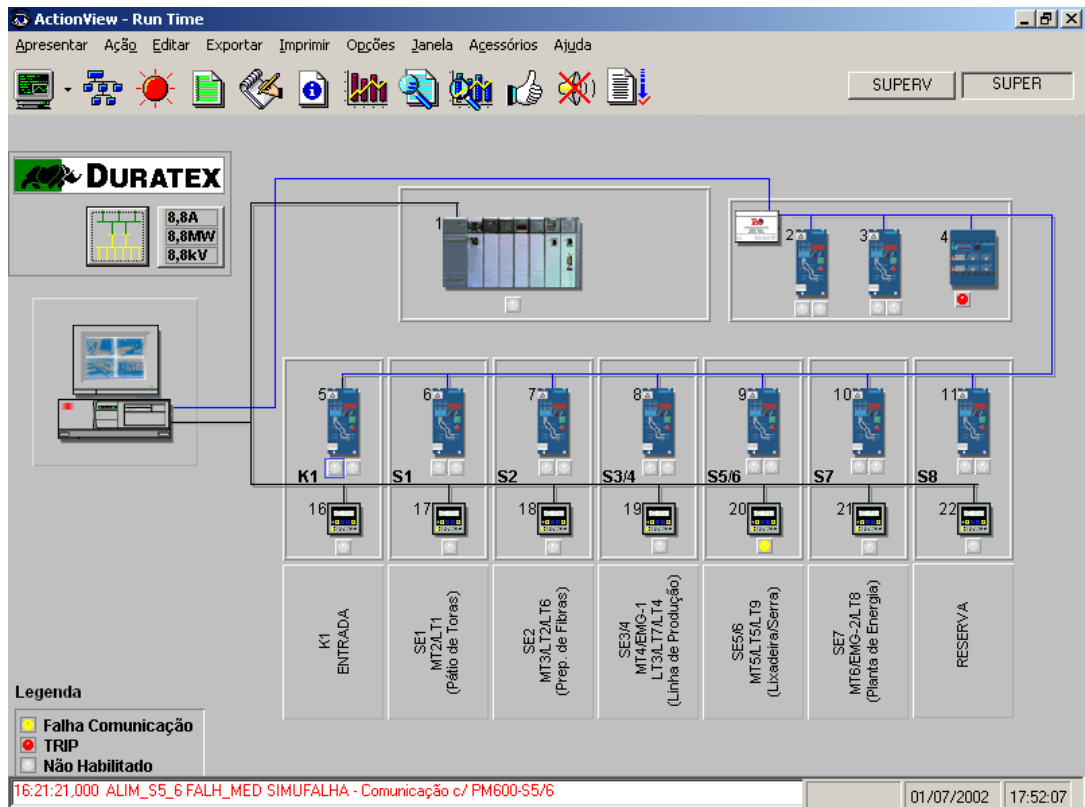 ActionView - Run Time
Apresentar Ação Editar Exportar Imprimir Opções Janela Acessórios Ajuda
SUPERV SUPER
DURATEX
8,8A
8,8MW
8,8kV
1
2
3
4
5
6
7
8
9
10
11
K1
S1
S2
S3/4
S5/6
S7
S8
16
17
18
19
20
21
22
K1
ENTRADA
SE1
MT2/LT1
(Pátio de Toras)
SE2
MT3/LT2/LT6
(Prep. de Fibras)
SE3/4
MT4/EMG-1
LT3/LT7/LT4
(Linha de Produção)
SE5/6
MT5/LT5/LT9
(Lixadeira/Serra)
SE7
MT6/EMG-2/LT8
(Planta de Energia)
RESERVA
Legenda
Falha Comunicação
TRIP
Não Habilitado
16:21:21,000 ALIM_S5_6 FALH_MED SIMUFALHA - Comunicação c/ PM600-S5/6
01/07/2002 17:52:07